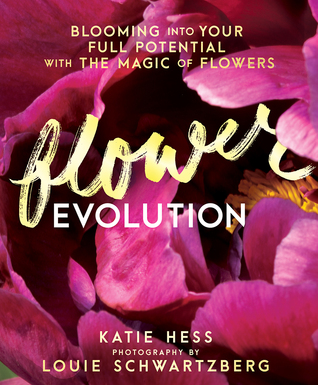 BLOOMING INTO YOUR
FULL POTENTIAL
WITH THE MAGIC OF FLOWERS
flower
EVOLUTION
KATIE HESS
PHOTOGRAPHY BY
LOUIE SCHWARTZBERG